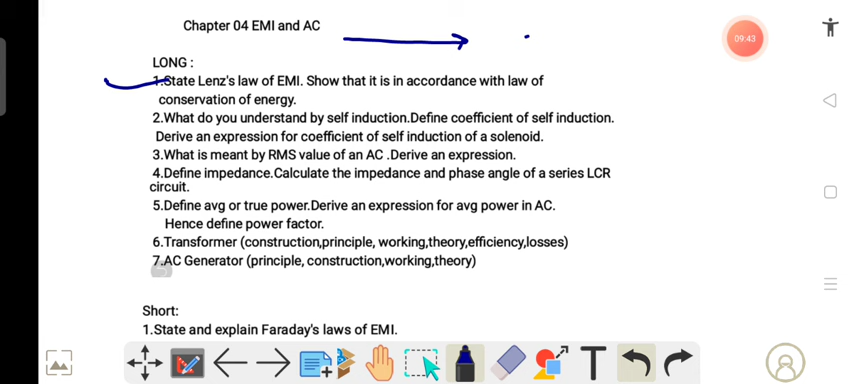 Chapter 04 EMI and AC
09:43
LONG :
1.State Lenz's law of EMI. Show that it is in accordance with law of
conservation of energy.
2.What do you understand by self induction.Define coefficient of self induction.
Derive an expression for coefficient of self induction of a solenoid.
3.What is meant by RMS value of an AC .Derive an expression.
4.Define impedance.Calculate the impedance and phase angle of a series LCR
circuit.
5.Define avg or true power.Derive an expression for avg power in AC.
Hence define power factor.
6.Transformer (construction,principle, working,theory,efficiency,losses)
7.AC Generator (principle, construction,working,theory)
Short:
1.State and explain Faraday's laws of EMI.
T